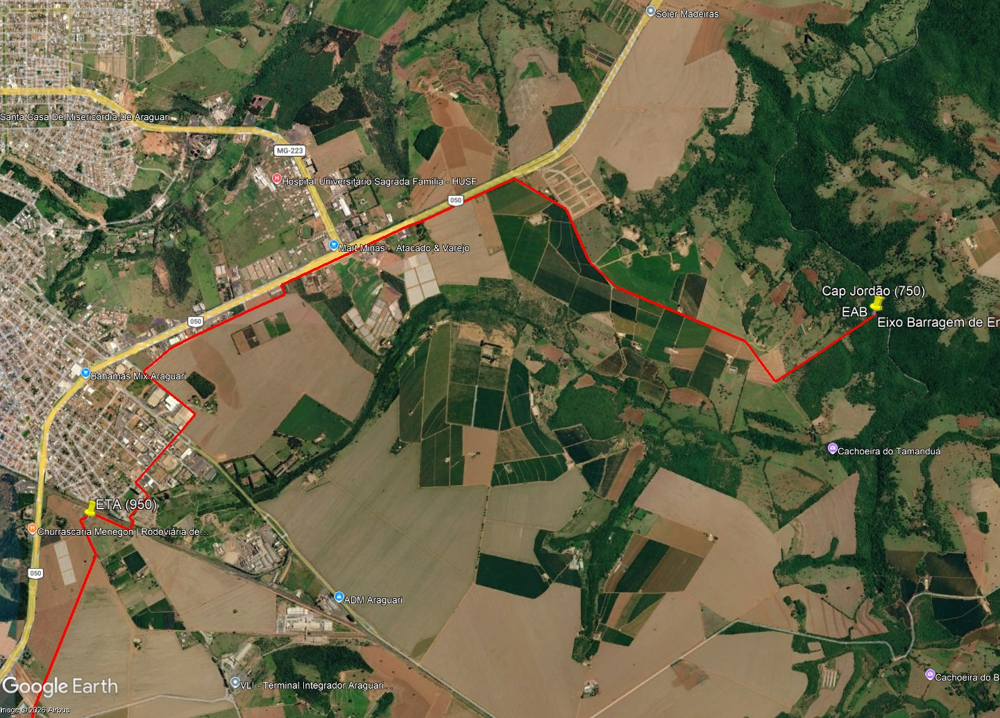 Soier Madeiras
Santa Casa De Misericórdia De Araguari
MG-223
Hospital Universitário Sagrada Família - HUSF
050
Mart Minas - Atacado & Varejo
Cap Jordão (750)
EAB
Eixo Barragem de En
050
Bahamas Mix Araguari
Cachoeira do Tamanduá
ETA (950)
Churrascaria Menegon | Rodoviária de...
050
ADM Araguari
Cachoeira do B
VLI - Terminal Integrador Araguari...
Google Earth
Image © 2026 Airbus